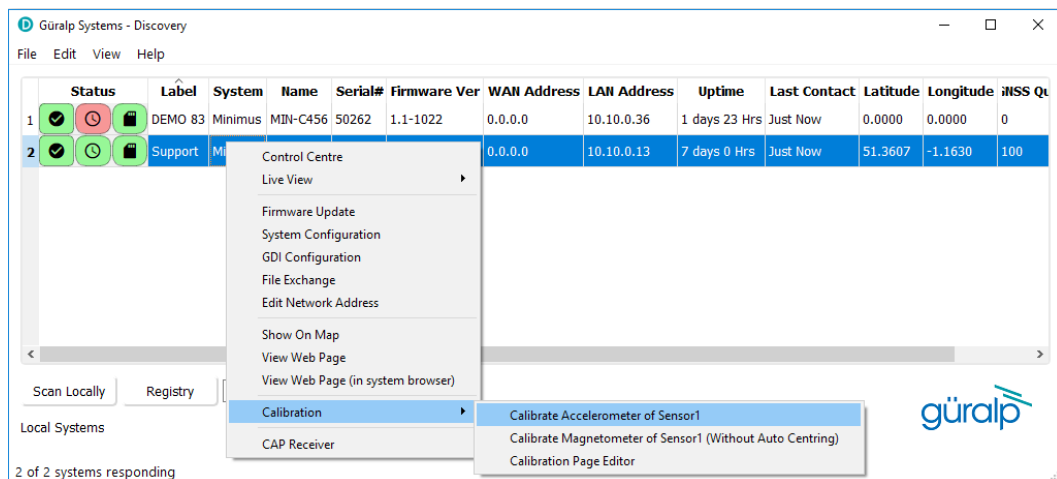 Güralp Systems - Discovery
File Edit View Help
Status Label System Name Serial# Firmware Ver WAN Address LAN Address Uptime Last Contact Latitude Longitude
1 DEMO 83 Minimus MIN-C456 50262 1.1-1022 0.0.0.0 10.10.0.36 1 days 23 Hrs Just Now 0.0000 0.0000 0
2 Support 0.0.0.0 10.10.0.13 7 days 0 Hrs Just Now 51.3607 -1.1630 100
Control Centre
Live View
Firmware Update
System Configuration
GDI Configuration
File Exchange
Edit Network Address
Show On Map
View Web Page
View Web Page (in system browser)
Calibration
CAP Receiver
Calibrate Accelerometer of Sensor1
Calibrate Magnetometer of Sensor1 (Without Auto Centring)
Calibration Page Editor
Scan Locally Registry
Local Systems
güralp
2 of 2 systems responding